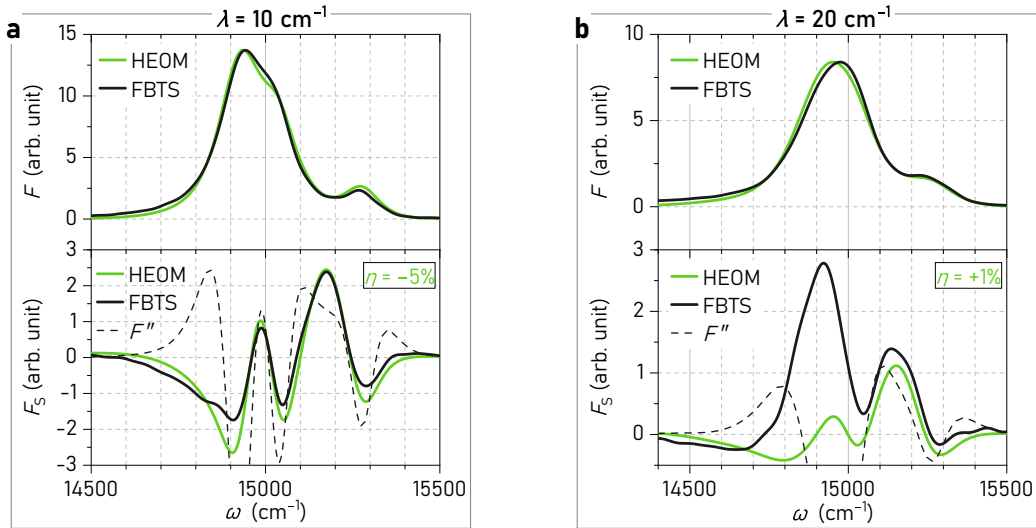 a
λ = 10 cm⁻¹
15
10
5
0
F (arb. unit)
HEOM
FBTS
3
2
1
0
-1
-2
-3
F_S (arb. unit)
HEOM
FBTS
F″
η = −5%
14500
15000
15500
ω (cm⁻¹)
b
λ = 20 cm⁻¹
10
5
0
F (arb. unit)
HEOM
FBTS
3
2
1
0
F_S (arb. unit)
HEOM
FBTS
F″
η = +1%
14500
15000
15500
ω (cm⁻¹)